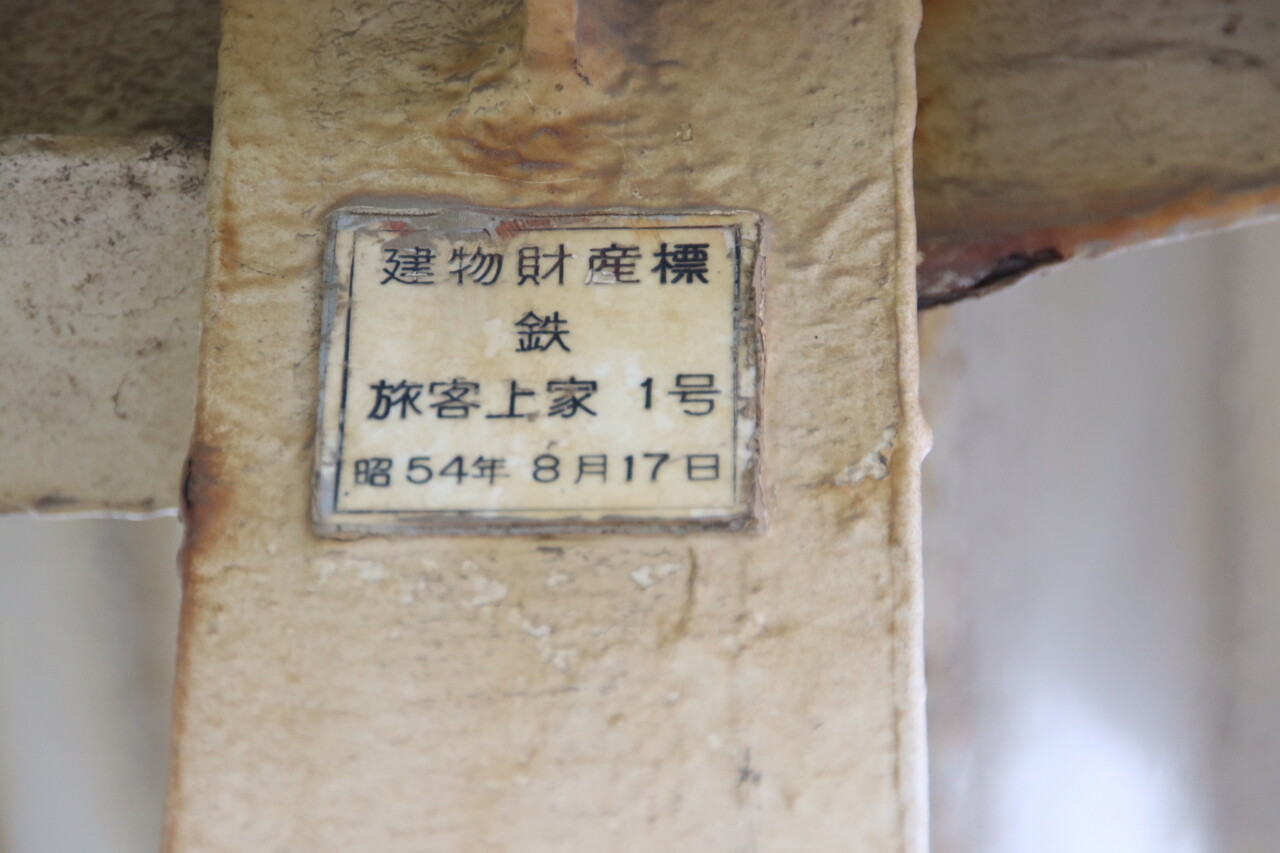 建物財産標
鉄
旅客上家 1号
昭54年 8月17日